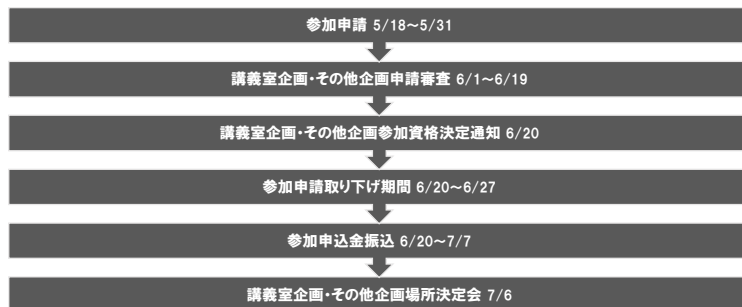 参加申請 5/18～5/31
講義室企画・その他企画申請審査 6/1～6/19
講義室企画・その他企画参加資格決定通知 6/20
参加申請取り下げ期間 6/20～6/27
参加申込金振込 6/20～7/7
講義室企画・その他企画場所決定会 7/6